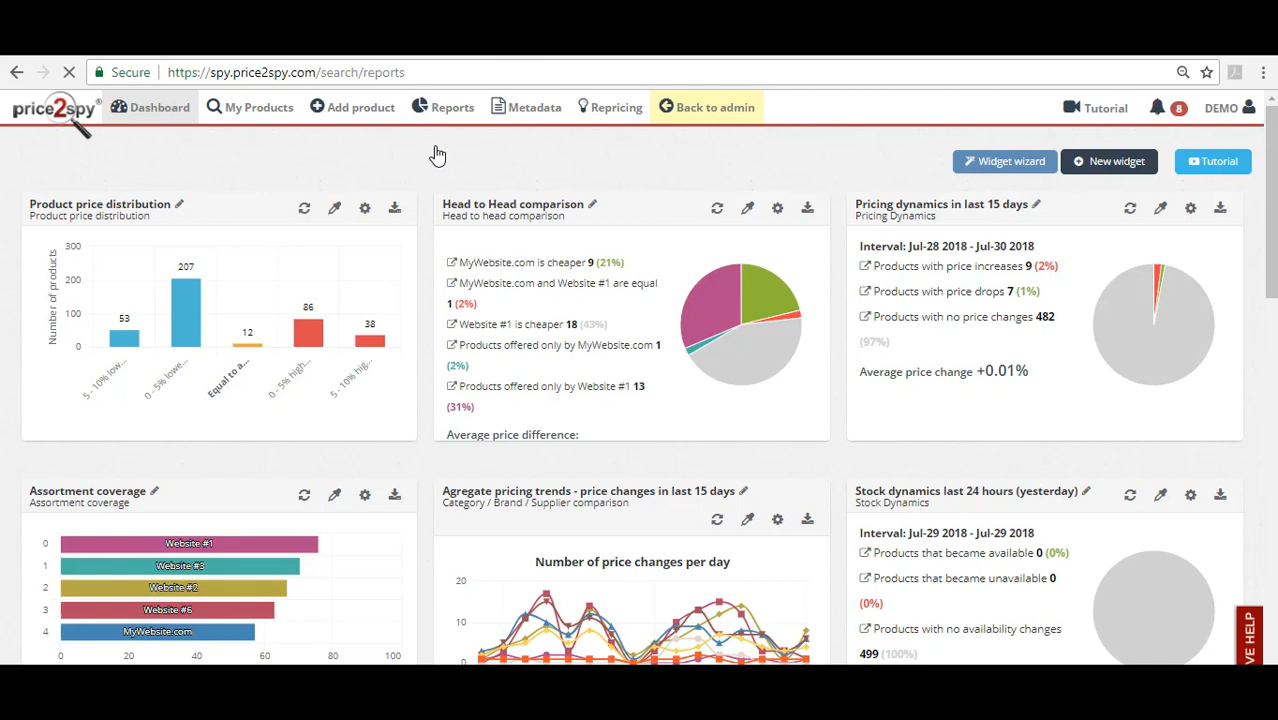 Secure https://spy.price2spy.com/search/reports
price2spy® Dashboard My Products Add product Reports Metadata Repricing Back to admin Tutorial 8 DEMO
Widget wizard New widget Tutorial
Product price distribution
Product price distribution
300
200
100
0
Number of products
53
207
12
86
38
5 - 10% low...
0 - 5% lowe...
Equal to a...
0 - 5% high...
5 - 10% hig...
Head to Head comparison
Head to head comparison
MyWebsite.com is cheaper 9 (21%)
MyWebsite.com and Website #1 are equal
1 (2%)
Website #1 is cheaper 18 (43%)
Products offered only by MyWebsite.com 1
(2%)
Products offered only by Website #1 13
(31%)
Average price difference:
Pricing dynamics in last 15 days
Pricing Dynamics
Interval: Jul-28 2018 - Jul-30 2018
Products with price increases 9 (2%)
Products with price drops 7 (1%)
Products with no price changes 482
(97%)
Average price change +0.01%
Assortment coverage
Assortment coverage
0 Website #1
1 Website #3
2 Website #2
3 Website #6
4 MyWebsite.com
0 20 40 60 80 100
Agregate pricing trends - price changes in last 15 days
Category / Brand / Supplier comparison
Number of price changes per day
20
10
0
Stock dynamics last 24 hours (yesterday)
Stock Dynamics
Interval: Jul-29 2018 - Jul-29 2018
Products that became available 0 (0%)
Products that became unavailable 0
(0%)
Products with no availability changes
499 (100%)
VE HELP